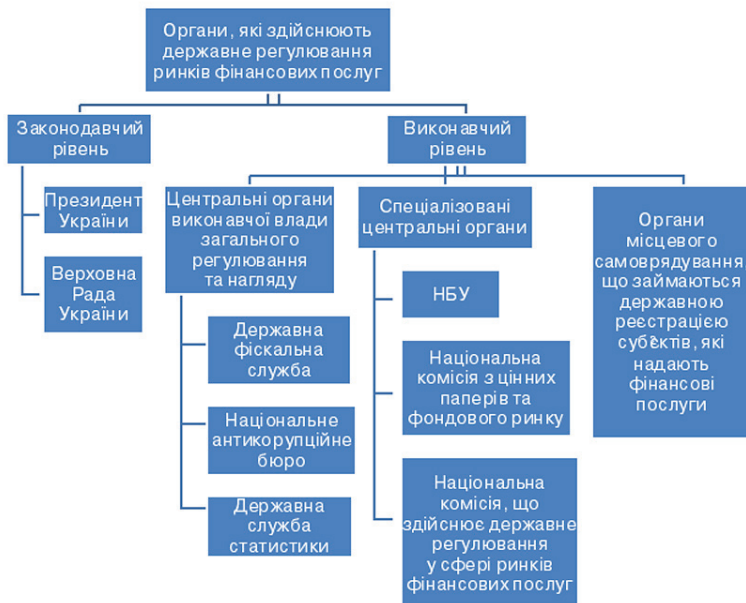 Органи, які здійснюють
державне регулювання
ринків фінансових послуг
Законодавчий
рівень
Виконавчий
рівень
Президент
України
Верховна
Рада
України
Центральні органи
виконавчої влади
загального
регулювання
та нагляду
Державна
фіскальна
служба
Національне
антикорупційне
бюро
Державна
служба
статистики
Спеціалізовані
центральні органи
НБУ
Національна
комісія з цінних
паперів та
фондового ринку
Національна
комісія, що
здійснює державне
регулювання
у сфері ринків
фінансових послуг
Органи
місцевого
самоврядування
що займаються
державною
реєстрацією
суб'єктів, які
надають
фінансові
послуги